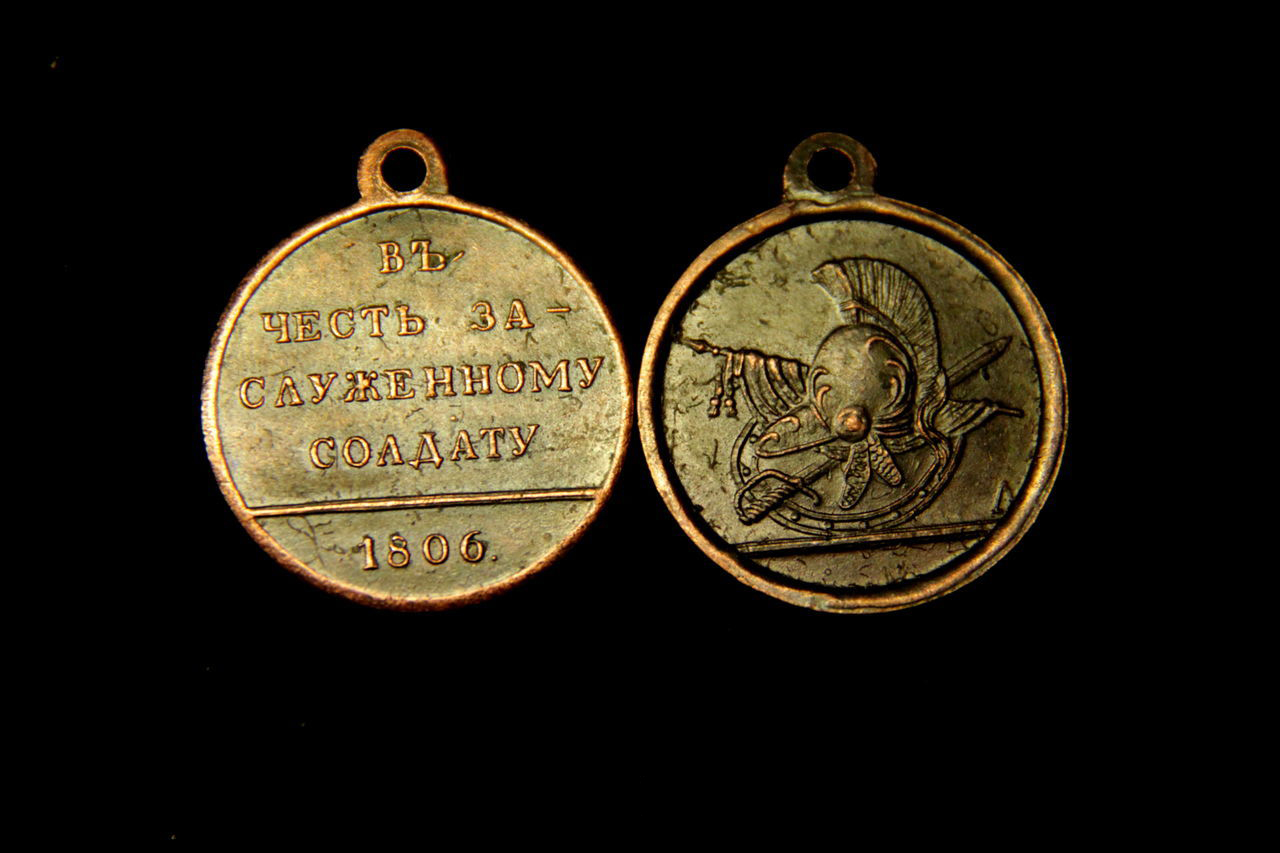 ВЪ
ЧЕСТЬ ЗА-
СЛУЖЕННОМУ
СОЛДАТУ
1806.